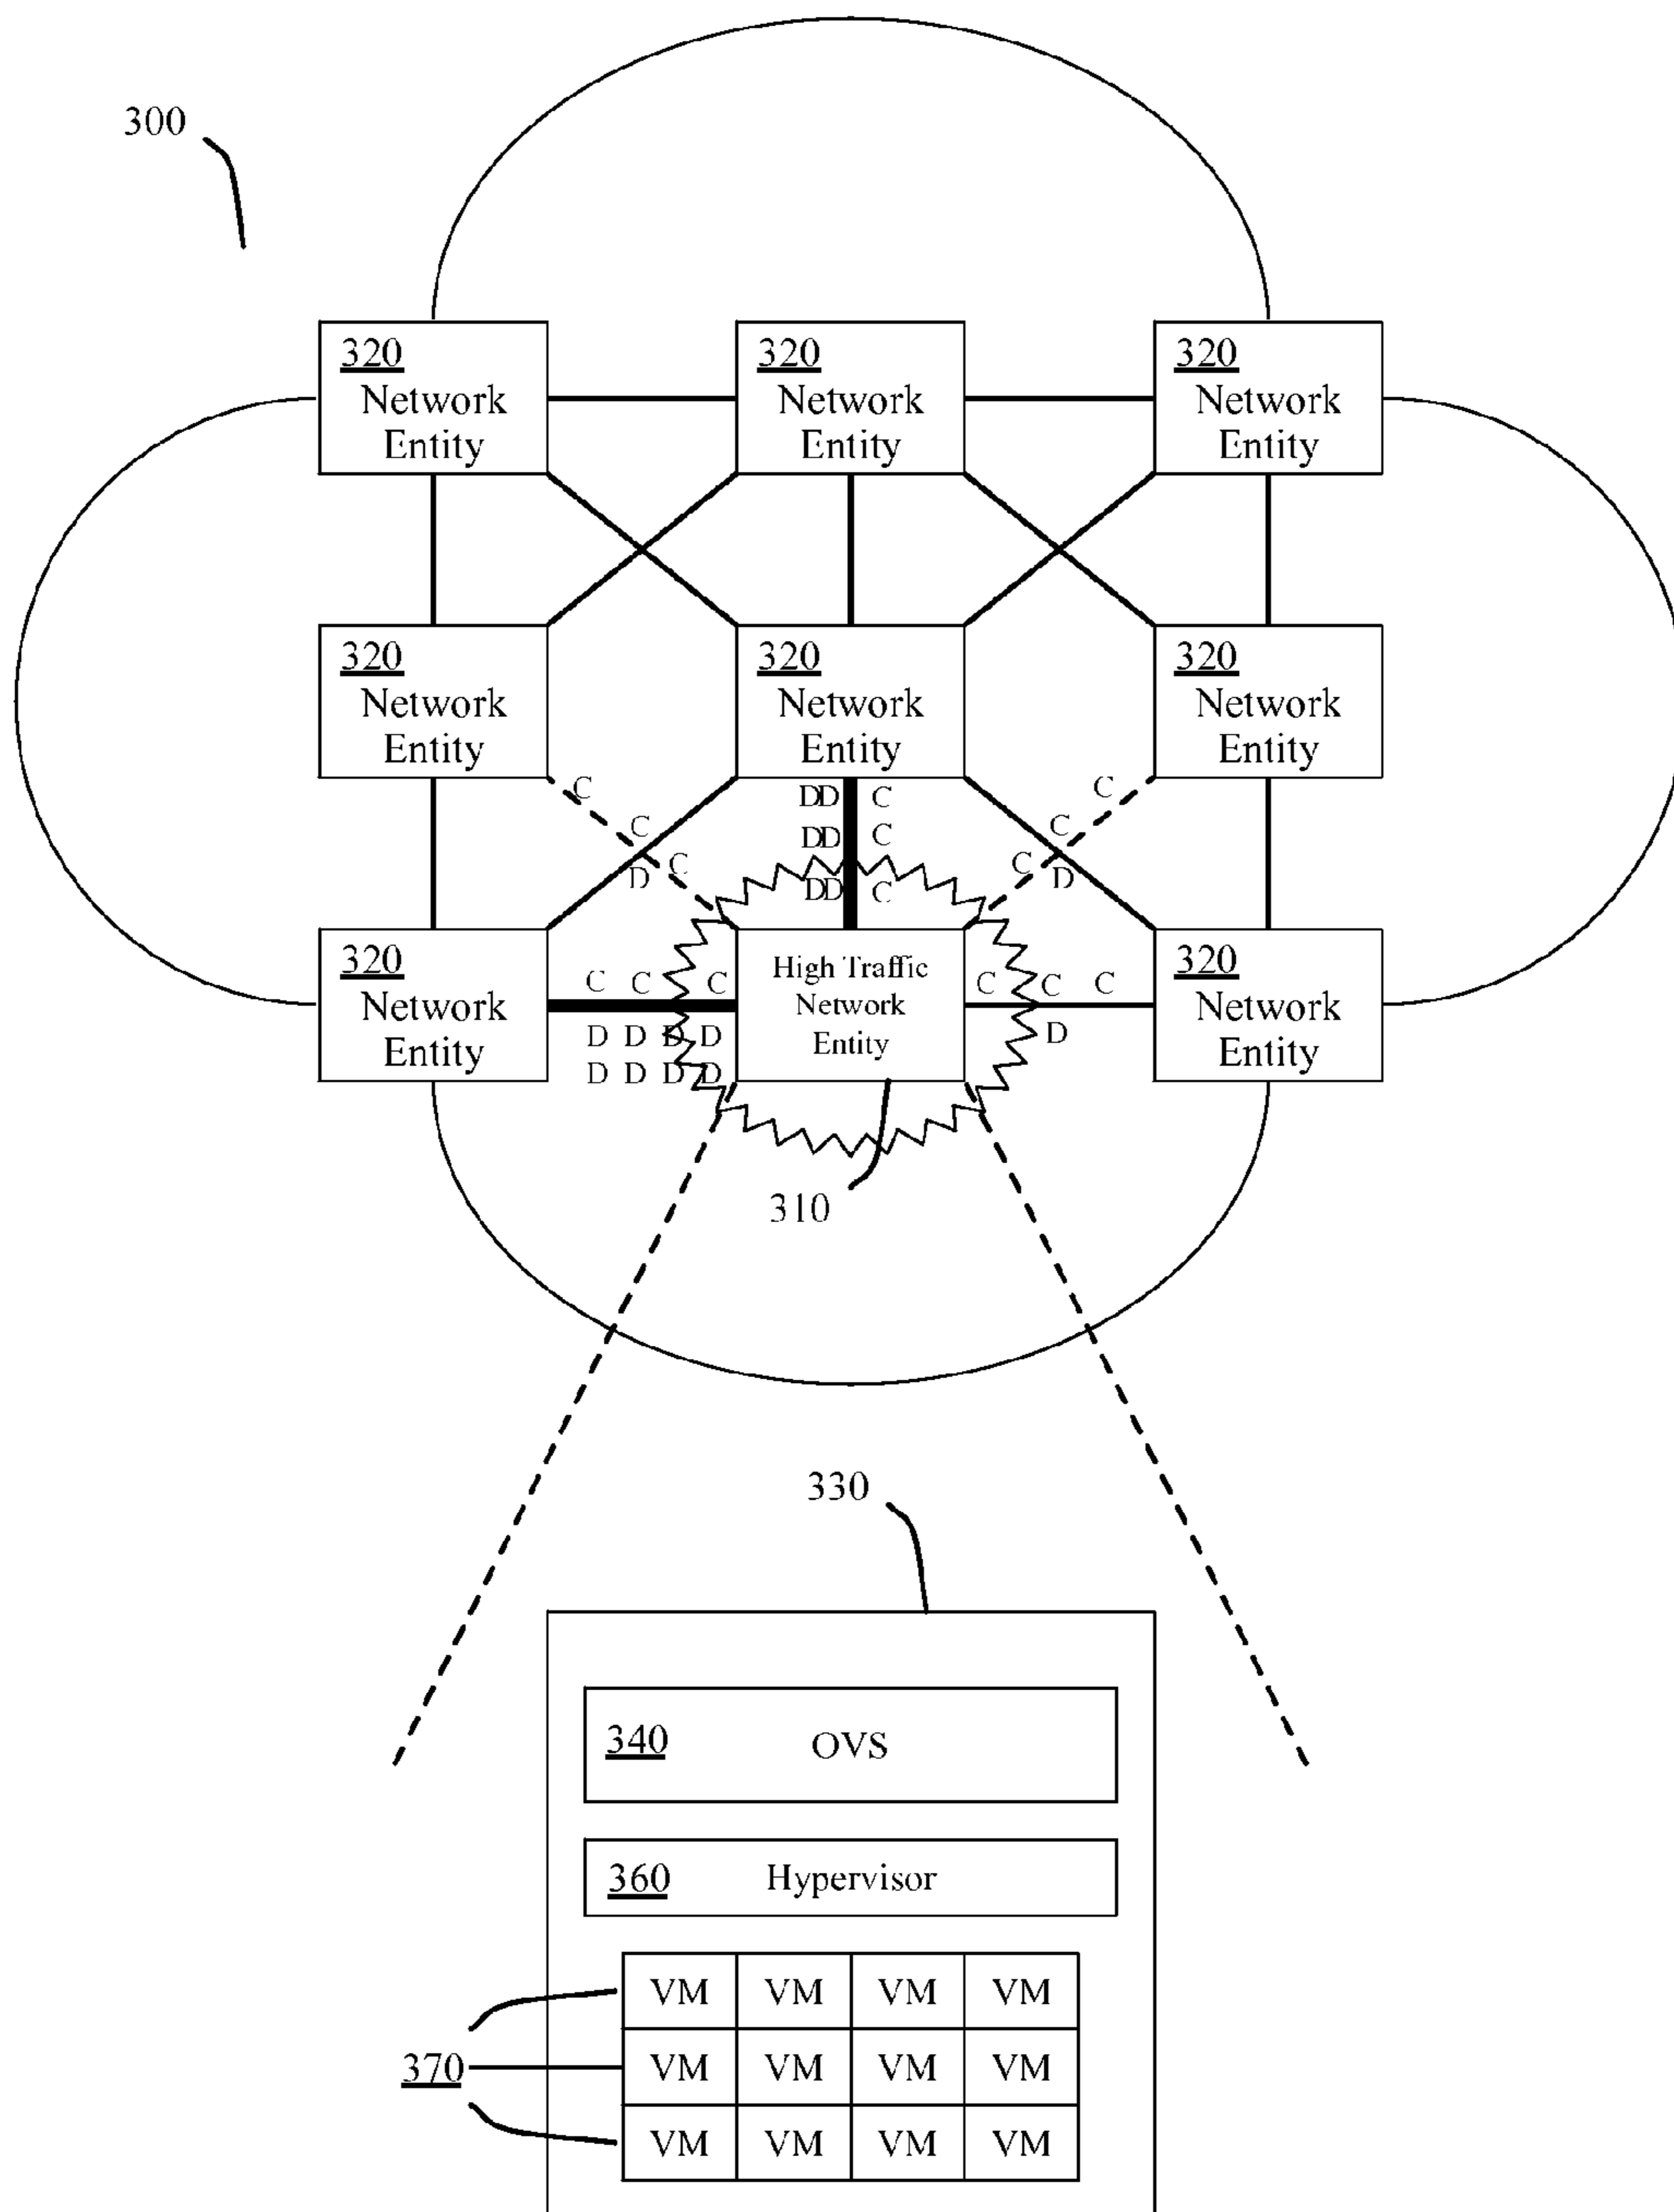 300
320 320 320
Network Network Network
Entity Entity Entity
320 320 320
Network Network Network
Entity Entity Entity
C DD C C
C DD C C
D C DD C C D
320 High Traffic 320
Network Network Network
Entity Entity Entity
C C C C C C
D D D D D
D D D D
310
330
340 OVS
360 Hypervisor
VM VM VM VM
370 VM VM VM VM
VM VM VM VM